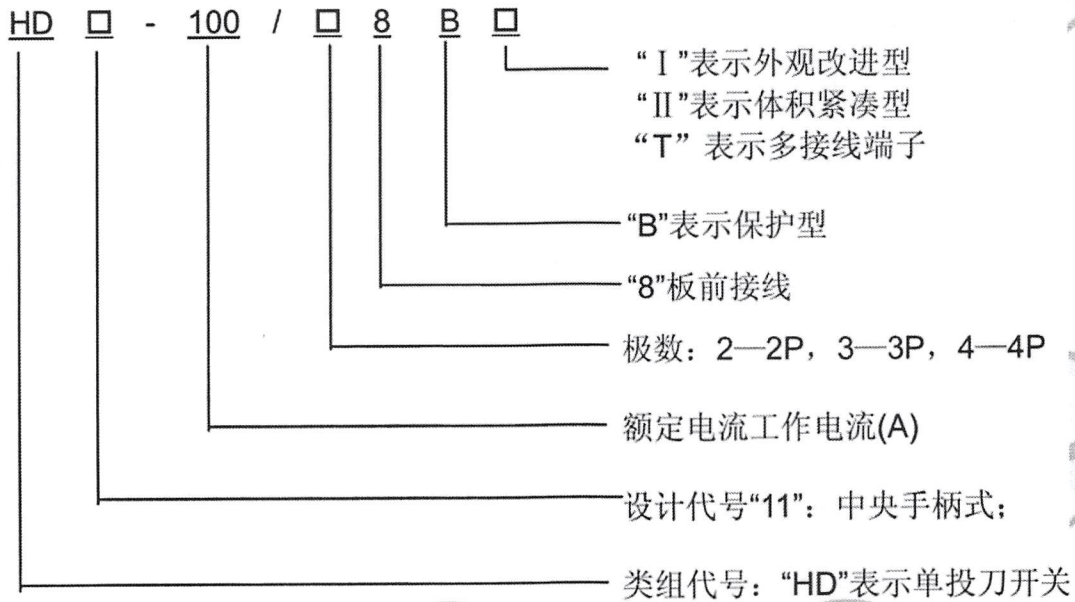 HD □ - 100 / □ 8 B □
“Ⅰ”表示外观改进型
“Ⅱ”表示体积紧凑型
“T” 表示多接线端子
“B”表示保护型
“8”板前接线
极数：2—2P，3—3P，4—4P
额定电流工作电流(A)
设计代号“11”：中央手柄式；
类组代号：“HD”表示单投刀开关